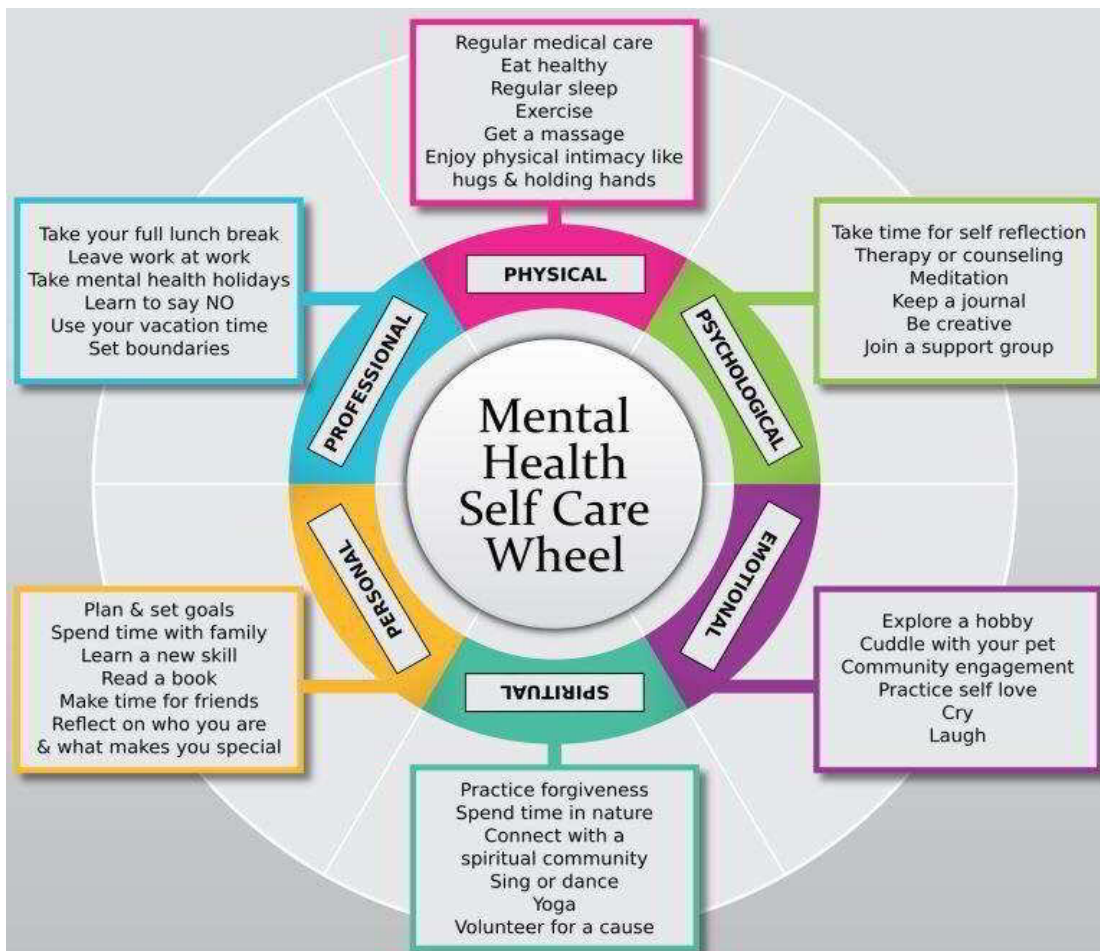 Regular medical care
Eat healthy
Regular sleep
Exercise
Get a massage
Enjoy physical intimacy like
hugs & holding hands
PHYSICAL
Take time for self reflection
Therapy or counseling
Meditation
Keep a journal
Be creative
Join a support group
PSYCHOLOGICAL
Explore a hobby
Cuddle with your pet
Community engagement
Practice self love
Cry
Laugh
EMOTIONAL
Practice forgiveness
Spend time in nature
Connect with a
spiritual community
Sing or dance
Yoga
Volunteer for a cause
SPIRITUAL
Plan & set goals
Spend time with family
Learn a new skill
Read a book
Make time for friends
Reflect on who you are
& what makes you special
PERSONAL
Take your full lunch break
Leave work at work
Take mental health holidays
Learn to say NO
Use your vacation time
Set boundaries
PROFESSIONAL
Mental
Health
Self Care
Wheel